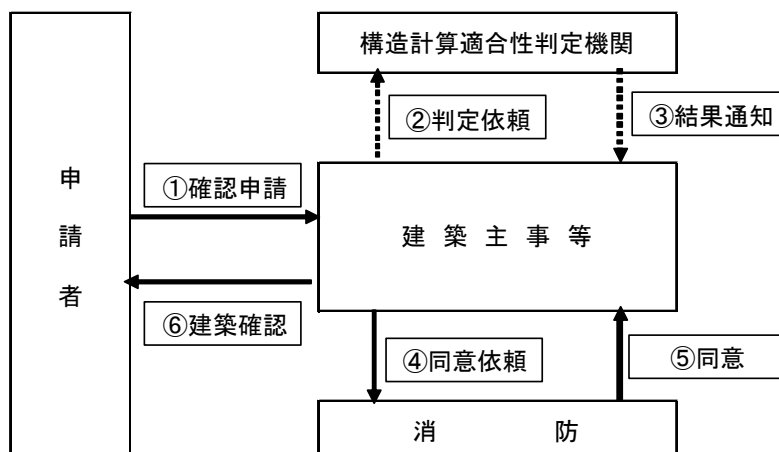 構造計算適合性判定機関
②判定依頼
③結果通知
申請者
①確認申請
建築主事等
⑥建築確認
④同意依頼
⑤同意
消防